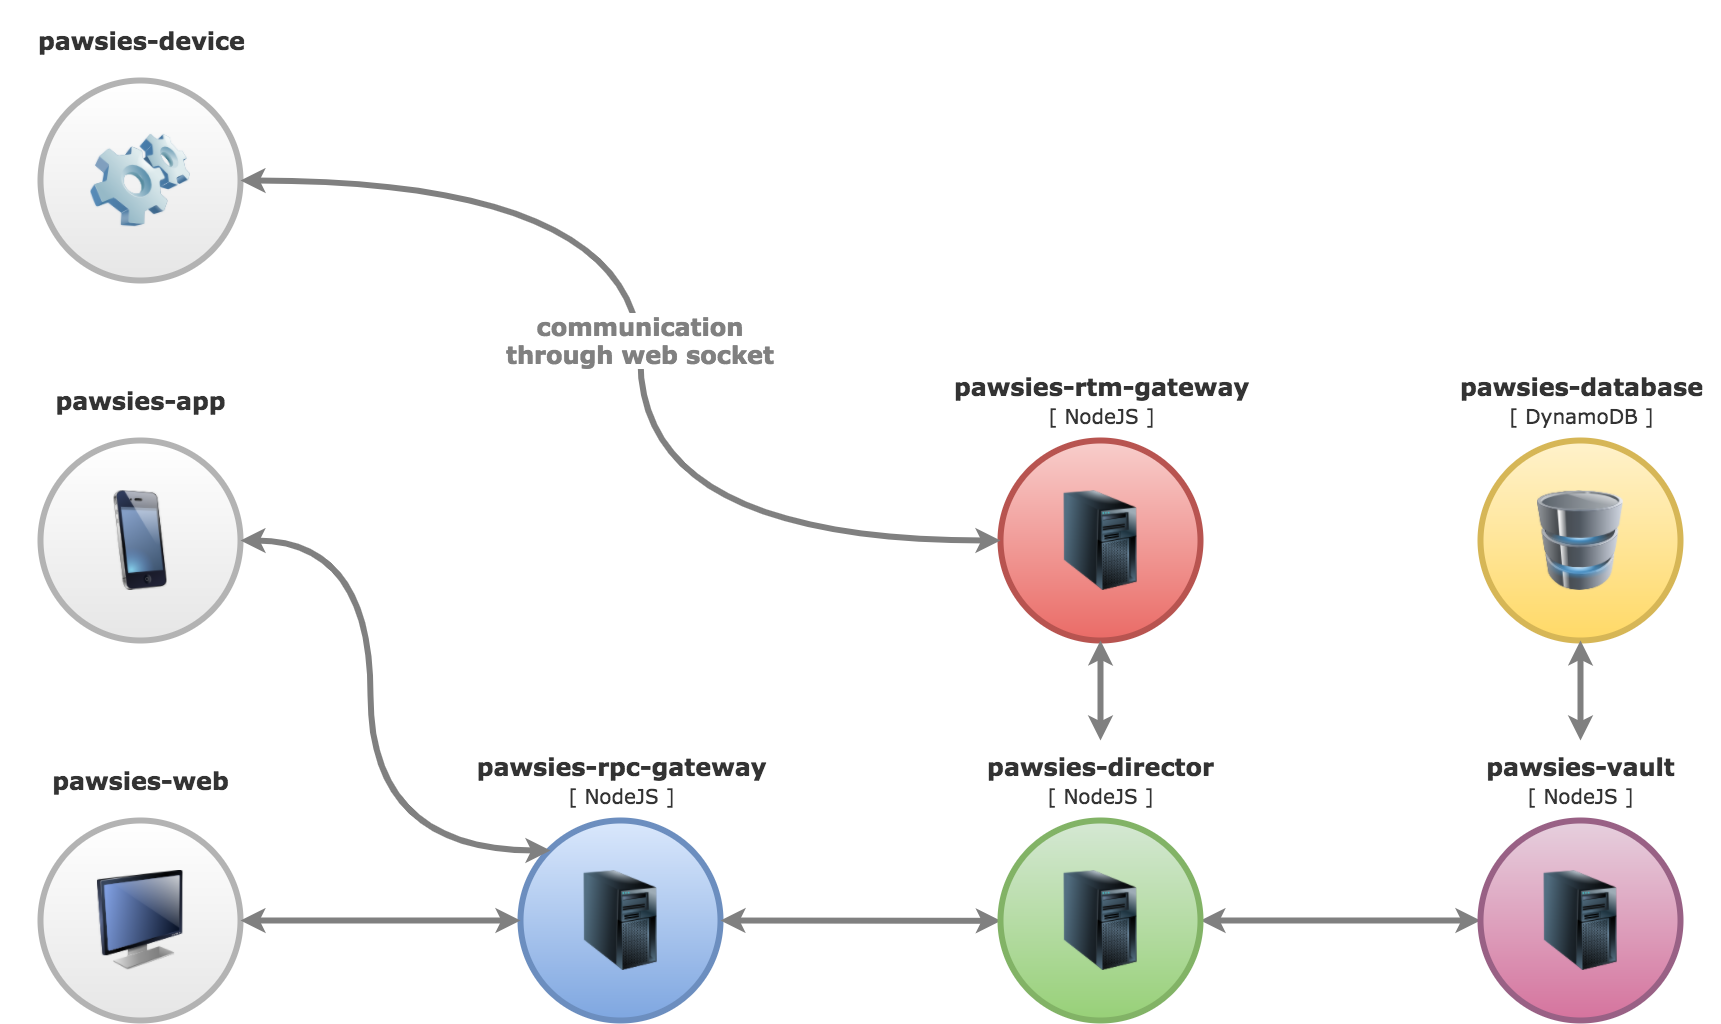 pawsies-device
communication
through web socket
pawsies-rtm-gateway
[ NodeJS ]
pawsies-database
[ DynamoDB ]
pawsies-app
pawsies-web
pawsies-rpc-gateway
[ NodeJS ]
pawsies-director
[ NodeJS ]
pawsies-vault
[ NodeJS ]